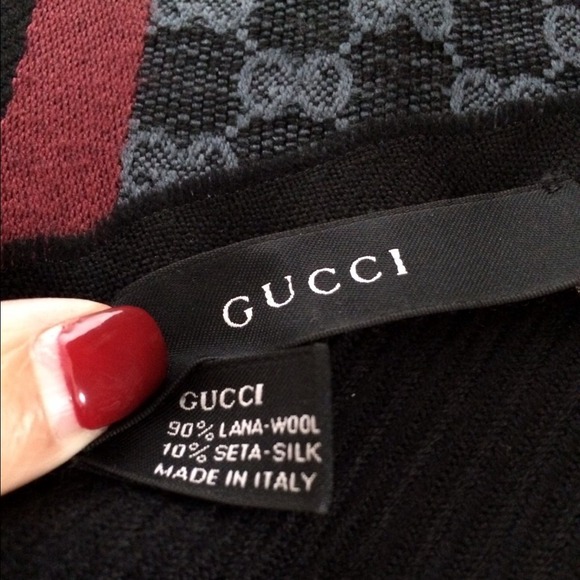 GUCCI
GUCCI
90% LANA-WOOL
10% SETA-SILK
MADE IN ITALY